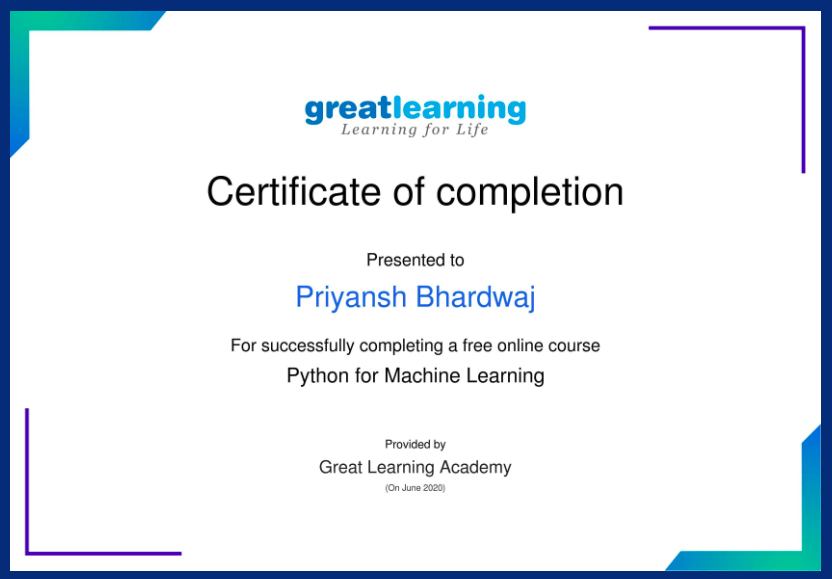 greatlearning
Learning for Life
Certificate of completion
Presented to
Priyansh Bhardwaj
For successfully completing a free online course
Python for Machine Learning
Provided by
Great Learning Academy
(On June 2020)